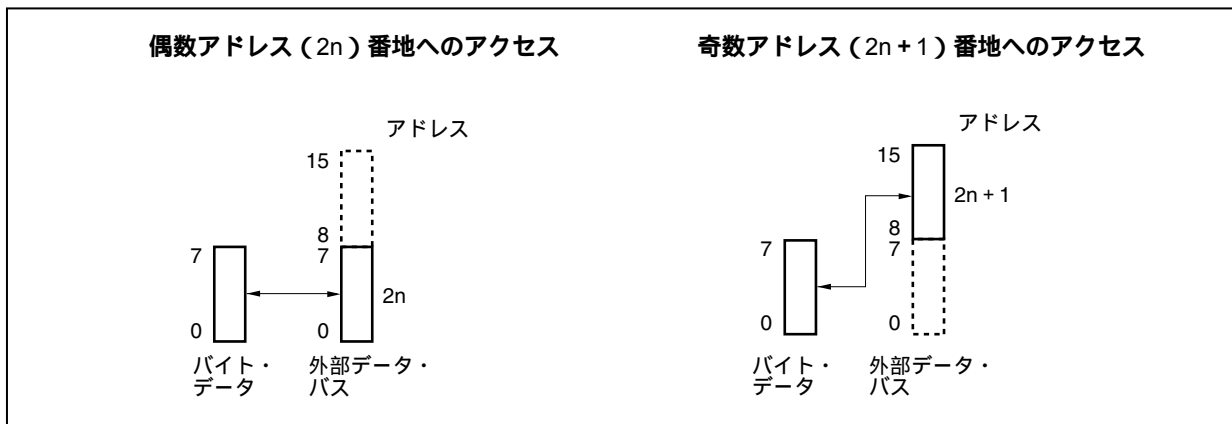 偶数アドレス（2n）番地へのアクセス
アドレス
15
8
7
7
2n
0
0
バイト・
データ
外部データ・
バス
奇数アドレス（2n+1）番地へのアクセス
アドレス
15
2n+1
8
7
7
0
0
バイト・
データ
外部データ・
バス